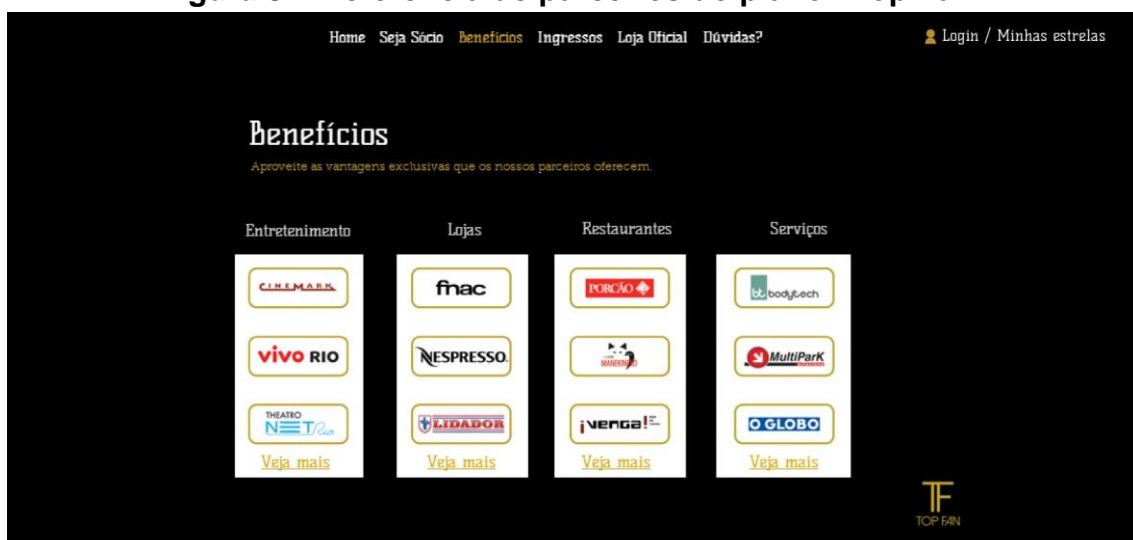 Home Seja Sócio Benefícios Ingressos Loja Oficial Dúvidas? Login / Minhas estrelas
Benefícios
Aproveite as vantagens exclusivas que os nossos parceiros oferecem.
Entretenimento Lojas Restaurantes Serviços
CINEMARK fnac PORCÃO bt bodytech
vivo RIO NESPRESSO. MultiParK
THEATRO
NET Rio LIDADOR ¡venga! O GLOBO
Veja mais Veja mais Veja mais Veja mais
TF
TOP FAN